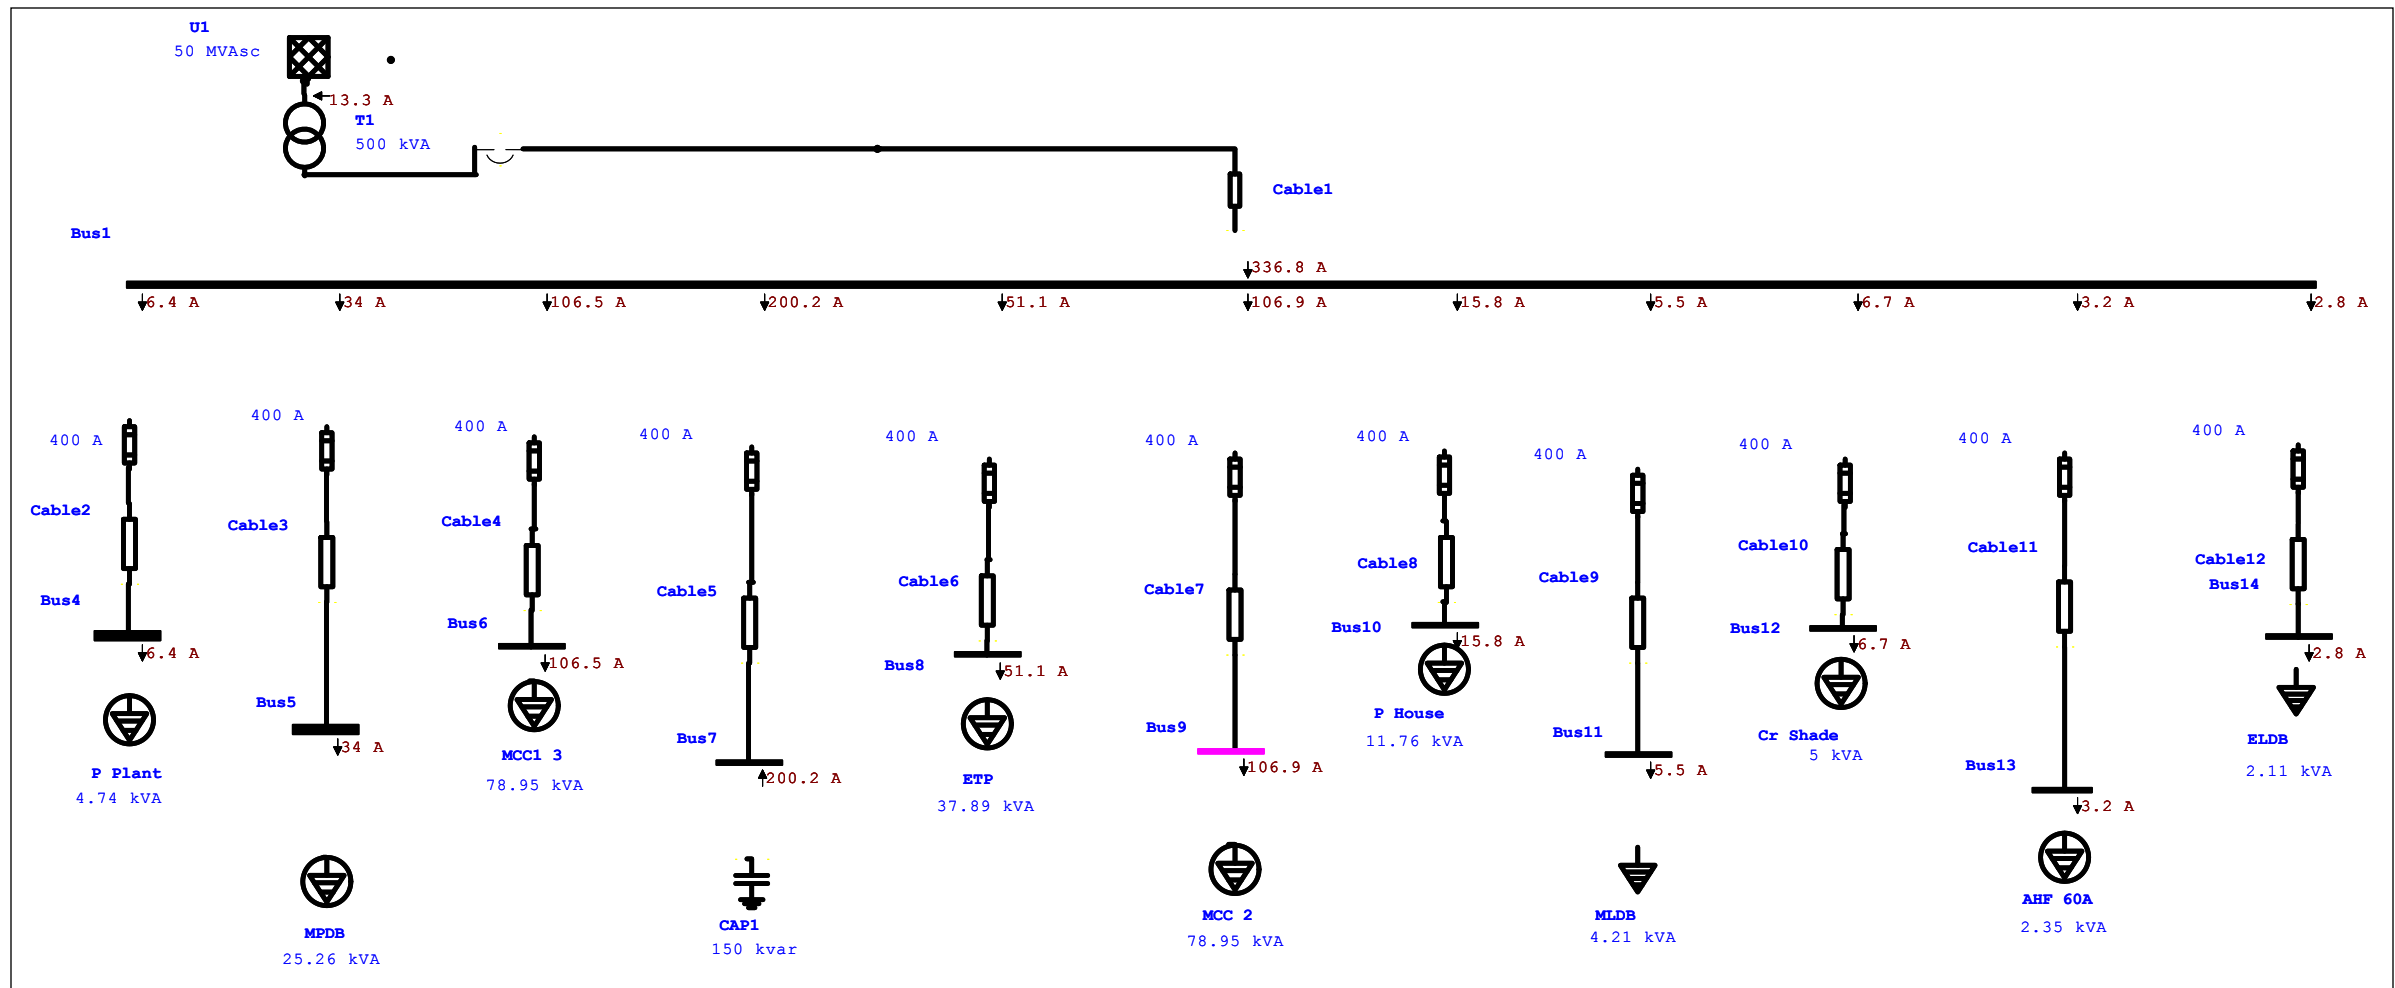 U1
50 MVAsc
13.3 A
T1
500 kVA
Cable1
Bus1
336.8 A
6.4 A 34 A 106.5 A 200.2 A 51.1 A 106.9 A 15.8 A 5.5 A 6.7 A 3.2 A 2.8 A
400 A 400 A 400 A 400 A 400 A 400 A 400 A 400 A 400 A 400 A 400 A
Cable2 Cable3 Cable4 Cable5 Cable6 Cable7 Cable8 Cable9 Cable10 Cable11 Cable12
Bus14
Bus4 Bus5 Bus6 Bus7 Bus8 Bus9 Bus10 Bus11 Bus12 Bus13
6.4 A 34 A 106.5 A 200.2 A 51.1 A 106.9 A 15.8 A 5.5 A 6.7 A 3.2 A 2.8 A
P Plant
4.74 kVA
MPDB
25.26 kVA
MCC1 3
78.95 kVA
CAP1
150 kvar
ETP
37.89 kVA
MCC 2
78.95 kVA
P House
11.76 kVA
MLDB
4.21 kVA
Cr Shade
5 kVA
AHF 60A
2.35 kVA
ELDB
2.11 kVA